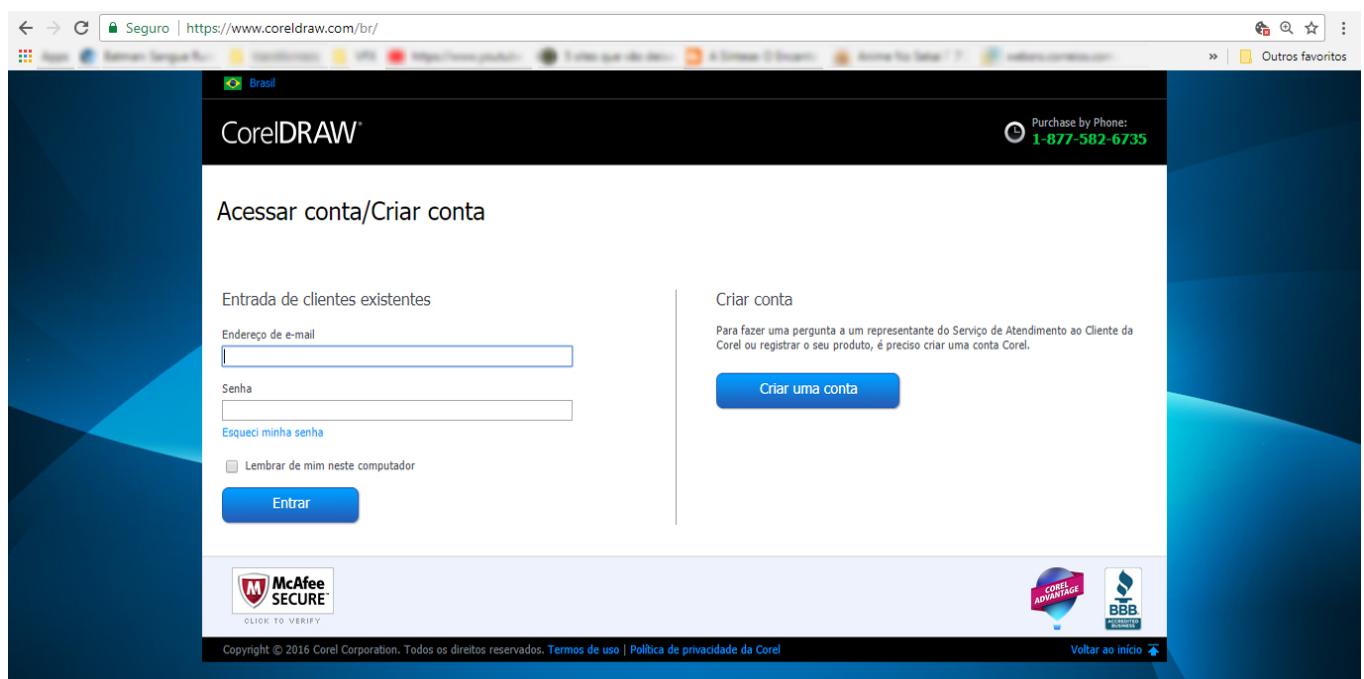 Seguro | https://www.coreldraw.com/br/
Apps
Outros favoritos
Brasil
CorelDRAW®
Purchase by Phone:
1-877-582-6735
Acessar conta/Criar conta
Entrada de clientes existentes
Endereço de e-mail
Senha
Esqueci minha senha
Lembrar de mim neste computador
Entrar
Criar conta
Para fazer uma pergunta a um representante do Serviço de Atendimento ao Cliente da
Corel ou registrar o seu produto, é preciso criar uma conta Corel.
Criar uma conta
McAfee
SECURE™
CLICK TO VERIFY
COREL
ADVANTAGE
BBB.
ACCREDITED
BUSINESS
Copyright © 2016 Corel Corporation. Todos os direitos reservados. Termos de uso | Política de privacidade da Corel
Voltar ao início